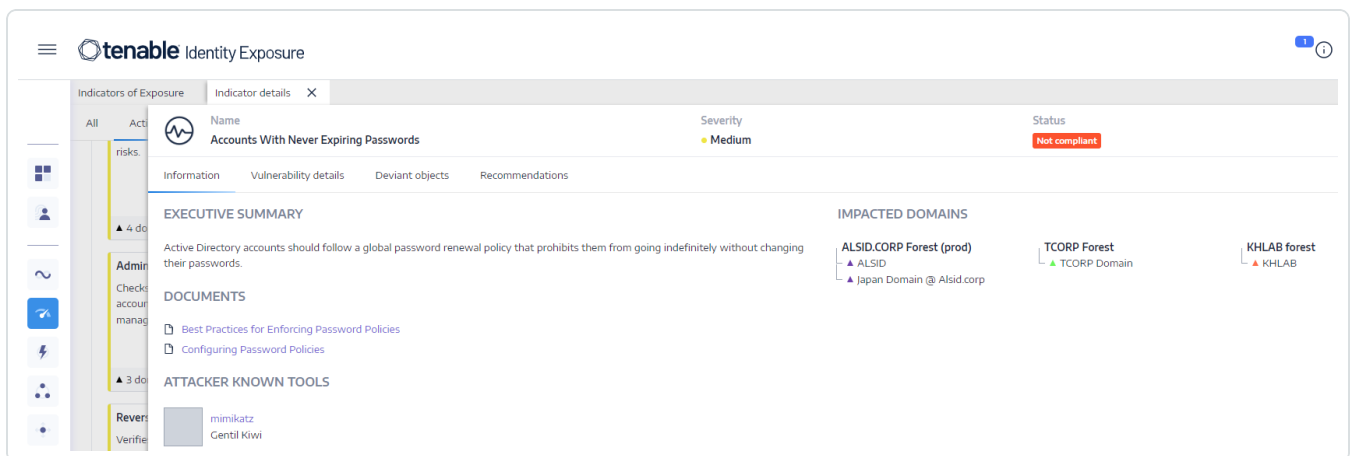 tenable Identity Exposure
1
Indicators of Exposure
Indicator details
All
Acti
risks.
▲ 4 do
Admin
Checks
accoun
manag
▲ 3 do
Revers
Verifie
Name
Accounts With Never Expiring Passwords
Severity
Medium
Status
Not compliant
Information
Vulnerability details
Deviant objects
Recommendations
EXECUTIVE SUMMARY
Active Directory accounts should follow a global password renewal policy that prohibits them from going indefinitely without changing
their passwords.
DOCUMENTS
Best Practices for Enforcing Password Policies
Configuring Password Policies
ATTACKER KNOWN TOOLS
mimikatz
Gentil Kiwi
IMPACTED DOMAINS
ALSID.CORP Forest (prod)
ALSID
Japan Domain @ Alsid.corp
TCORP Forest
TCORP Domain
KHLAB forest
KHLAB